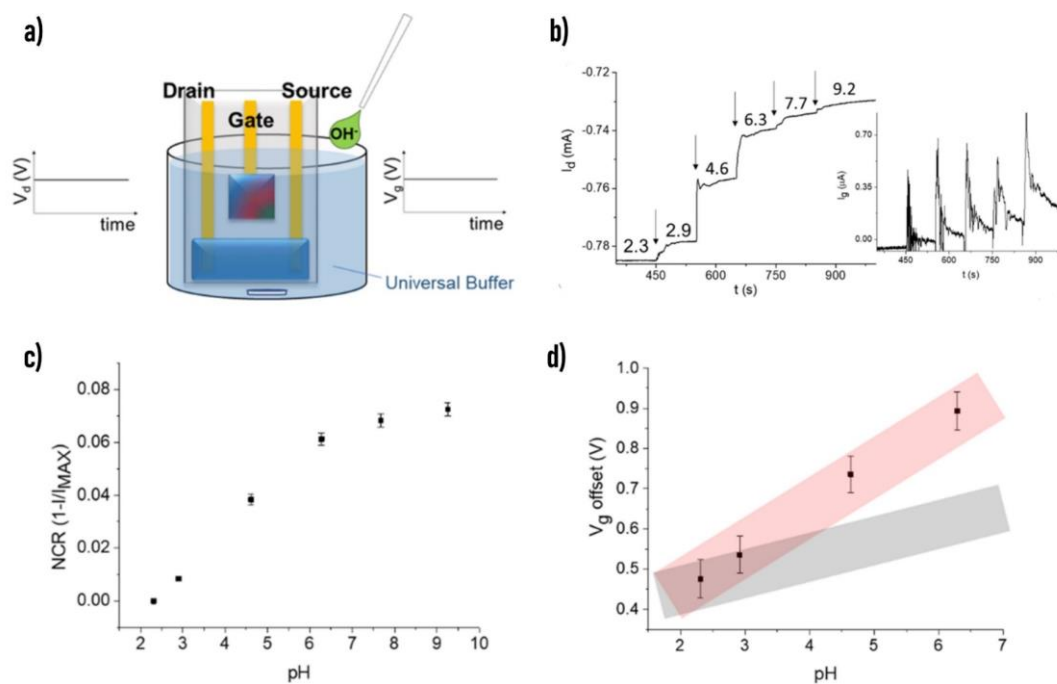 a)
Drain
Source
Gate
OH-
V_d (V)
time
V_g (V)
time
Universal Buffer
b)
-0.72
-0.74
-0.76
-0.78
I_d (mA)
2.3
2.9
4.6
6.3
7.7
9.2
450
600
750
900
t (s)
0.70
0.35
0.00
I_g (uA)
450
600
750
900
t (s)
c)
0.08
0.06
0.04
0.02
0.00
NCR (1-I/I_MAX)
2
3
4
5
6
7
8
9
10
pH
d)
1.0
0.9
0.8
0.7
0.6
0.5
0.4
V_g offset (V)
2
3
4
5
6
7
pH